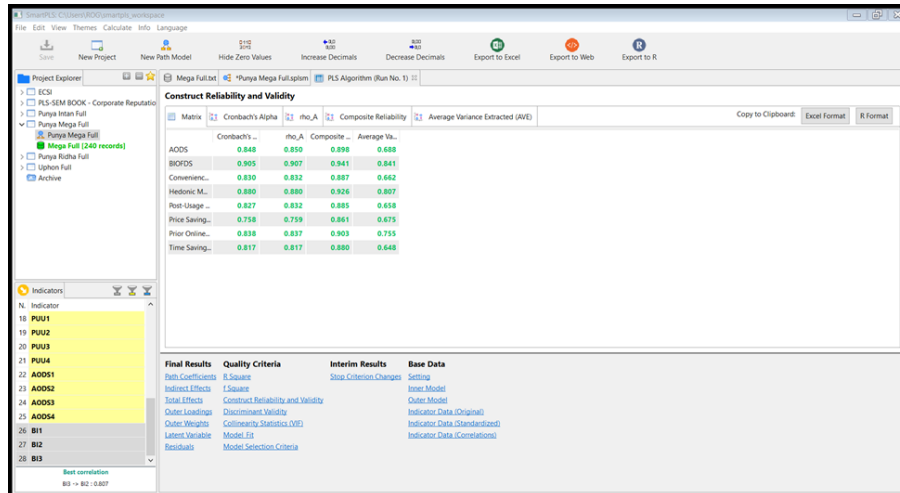 SmartPLS: C:\Users\ROG\smartpls_workspace
File Edit View Themes Calculate Info Language
Save New Project New Path Model Hide Zero Values Increase Decimals Decrease Decimals Export to Excel Export to Web Export to R
Project Explorer
ECSI
PLS-SEM BOOK - Corporate Reputatio
Punya Intan Full
Punya Mega Full
Punya Mega Full
Mega Full (240 records)
Punya Ridha Full
Uphon Full
Archive
Mega Full.txt *Punya Mega Full.splsm PLS Algorithm (Run No. 1)
Construct Reliability and Validity
Matrix Cronbach's Alpha rho_A Composite Reliability Average Variance Extracted (AVE) Copy to Clipboard: Excel Format R Format
Cronbach's ... rho_A Composite ... Average Va...
AODS 0.848 0.850 0.898 0.688
BIOFDS 0.905 0.907 0.941 0.841
Convenienc... 0.830 0.832 0.887 0.662
Hedonic M... 0.880 0.880 0.926 0.807
Post-Usage ... 0.827 0.832 0.885 0.658
Price Saving... 0.758 0.759 0.861 0.675
Prior Online... 0.838 0.837 0.903 0.755
Time Saving... 0.817 0.817 0.880 0.648
Indicators
N. Indicator
18 PUU1
19 PUU2
20 PUU3
21 PUU4
22 AODS1
23 AODS2
24 AODS3
25 AODS4
26 BI1
27 BI2
28 BI3
Best correlation
BI3 -> BI2 : 0.807
Final Results Quality Criteria Interim Results Base Data
Path Coefficients R Square Stop Criterion Changes Setting
Indirect Effects f Square Inner Model
Total Effects Construct Reliability and Validity Outer Model
Outer Loadings Discriminant Validity Indicator Data (Original)
Outer Weights Collinearity Statistics (VIF) Indicator Data (Standardized)
Latent Variable Model Fit Indicator Data (Correlations)
Residuals Model Selection Criteria